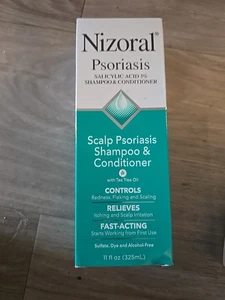 Nizoral®
Psoriasis
SALICYLIC ACID 3%
SHAMPOO & CONDITIONER
Scalp Psoriasis
Shampoo &
Conditioner
with Tea Tree Oil
CONTROLS
Redness, Flaking and Scaling
RELIEVES
Itching and Scalp Irritation
FAST-ACTING
Starts Working from First Use
Sulfate, Dye and Alcohol-Free
11 fl oz (325mL)